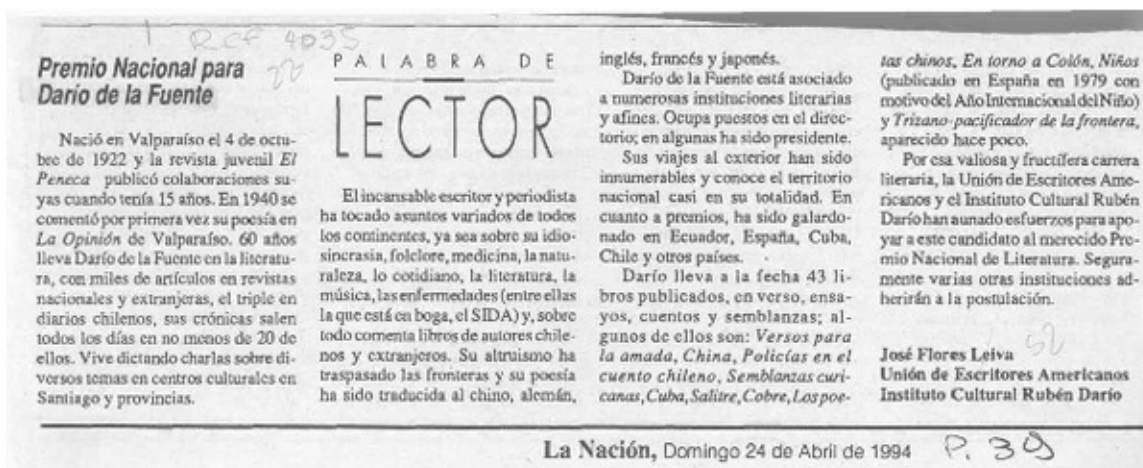 RCF 4035
Premio Nacional para
Darío de la Fuente
Nació en Valparaíso el 4 de octu-
bre de 1922 y la revista juvenil El
Peneca publicó colaboraciones su-
yas cuando tenía 15 años. En 1940 se
comentó por primera vez su poesía en
La Opinión de Valparaíso. 60 años
lleva Darío de la Fuente en la literatu-
ra, con miles de artículos en revistas
nacionales y extranjeras, el triple en
diarios chilenos, sus crónicas salen
todos los días en no menos de 20 de
ellos. Vive dictando charlas sobre di-
versos temas en centros culturales en
Santiago y provincias.
PALABRA DE
LECTOR
El incansable escritor y periodista
ha tocado asuntos variados de todos
los continentes, ya sea sobre su idio-
sincrasia, folclore, medicina, la natu-
raleza, lo cotidiano, la literatura, la
música, las enfermedades (entre ellas
la que está en boga, el SIDA) y, sobre
todo comenta libros de autores chile-
nos y extranjeros. Su altruismo ha
traspasado las fronteras y su poesía
ha sido traducida al chino, alemán,
inglés, francés y japonés.
Darío de la Fuente está asociado
a numerosas instituciones literarias
y afines. Ocupa puestos en el direc-
torio; en algunas ha sido presidente.
Sus viajes al exterior han sido
innumerables y conoce el territorio
nacional casi en su totalidad. En
cuanto a premios, ha sido galardo-
nado en Ecuador, España, Cuba,
Chile y otros países.
Darío lleva a la fecha 43 li-
bros publicados, en verso, ensa-
yos, cuentos y semblanzas; al-
gunos de ellos son: Versos para
la amada, China, Policías en el
cuento chileno, Semblanzas curi-
canas, Cuba, Salitre, Cobre, Los poe-
tas chinos, En torno a Colón, Niños
(publicado en España en 1979 con
motivo del Año Internacional del Niño)
y Trizano-pacificador de la frontera,
aparecido hace poco.
Por esa valiosa y fructífera carrera
literaria, la Unión de Escritores Ame-
ricanos y el Instituto Cultural Rubén
Darío han aunado esfuerzos para apo-
yar a este candidato al merecido Pre-
mio Nacional de Literatura. Segura-
mente varias otras instituciones ad-
herirán a la postulación.
José Flores Leiva
Unión de Escritores Americanos
Instituto Cultural Rubén Darío
La Nación, Domingo 24 de Abril de 1994 P. 39